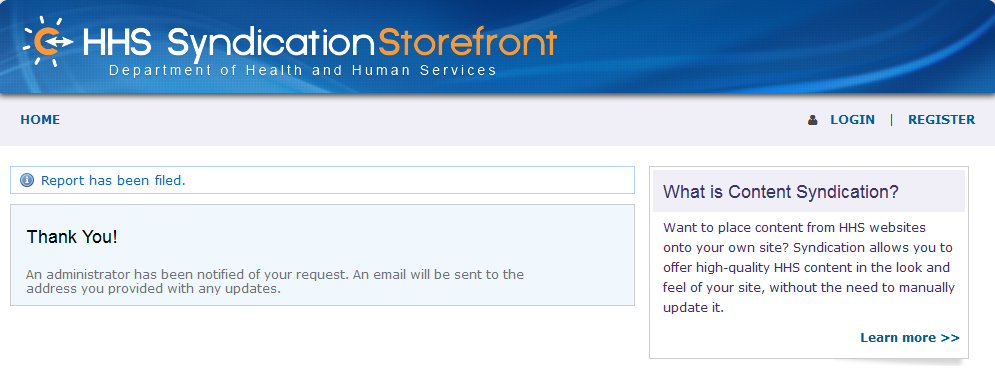 HHS SyndicationStorefront
Department of Health and Human Services
HOME
LOGIN | REGISTER
Report has been filed.
Thank You!
An administrator has been notified of your request. An email will be sent to the
address you provided with any updates.
What is Content Syndication?
Want to place content from HHS websites
onto your own site? Syndication allows you to
offer high-quality HHS content in the look and
feel of your site, without the need to manually
update it.
Learn more >>